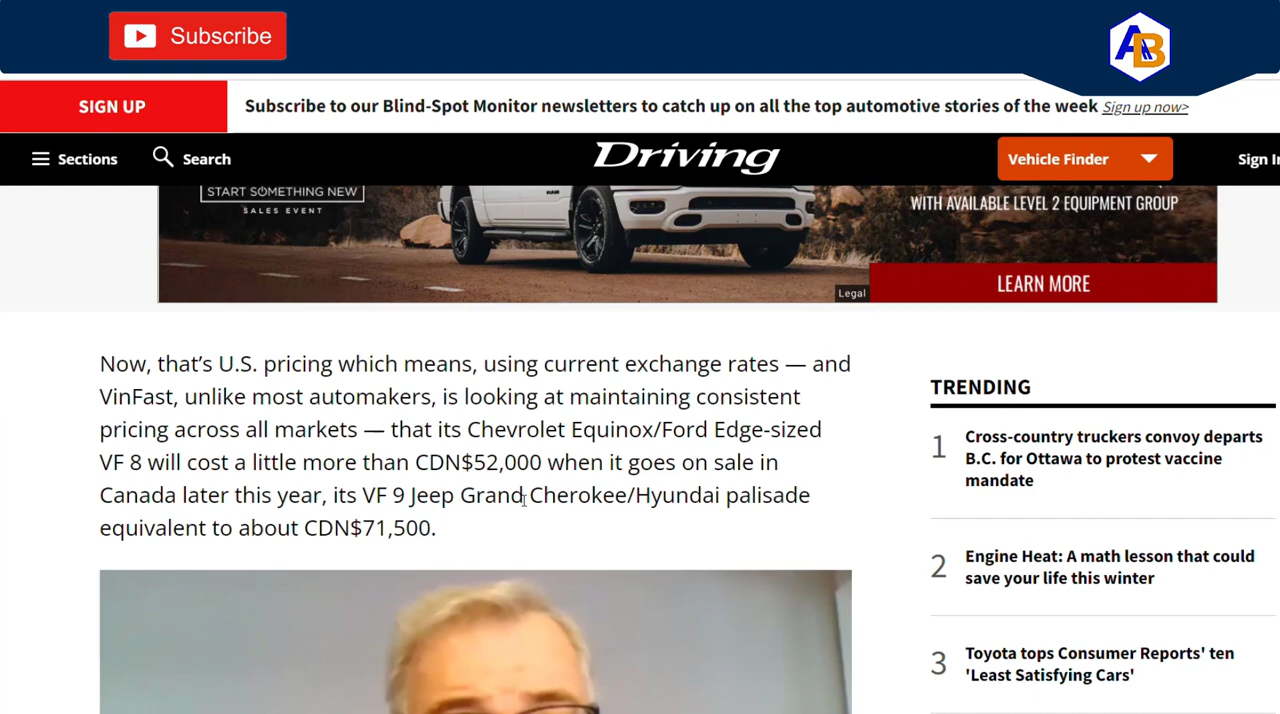 Subscribe
AB
SIGN UP
Subscribe to our Blind-Spot Monitor newsletters to catch up on all the top automotive stories of the week Sign up now>
Sections
Search
Driving
Vehicle Finder
Sign In
START SOMETHING NEW
SALES EVENT
WITH AVAILABLE LEVEL 2 EQUIPMENT GROUP
LEARN MORE
Legal
Now, that's U.S. pricing which means, using current exchange rates — and
VinFast, unlike most automakers, is looking at maintaining consistent
pricing across all markets — that its Chevrolet Equinox/Ford Edge-sized
VF 8 will cost a little more than CDN$52,000 when it goes on sale in
Canada later this year, its VF 9 Jeep Grand Cherokee/Hyundai palisade
equivalent to about CDN$71,500.
TRENDING
1 Cross-country truckers convoy departs
B.C. for Ottawa to protest vaccine
mandate
2 Engine Heat: A math lesson that could
save your life this winter
3 Toyota tops Consumer Reports' ten
'Least Satisfying Cars'